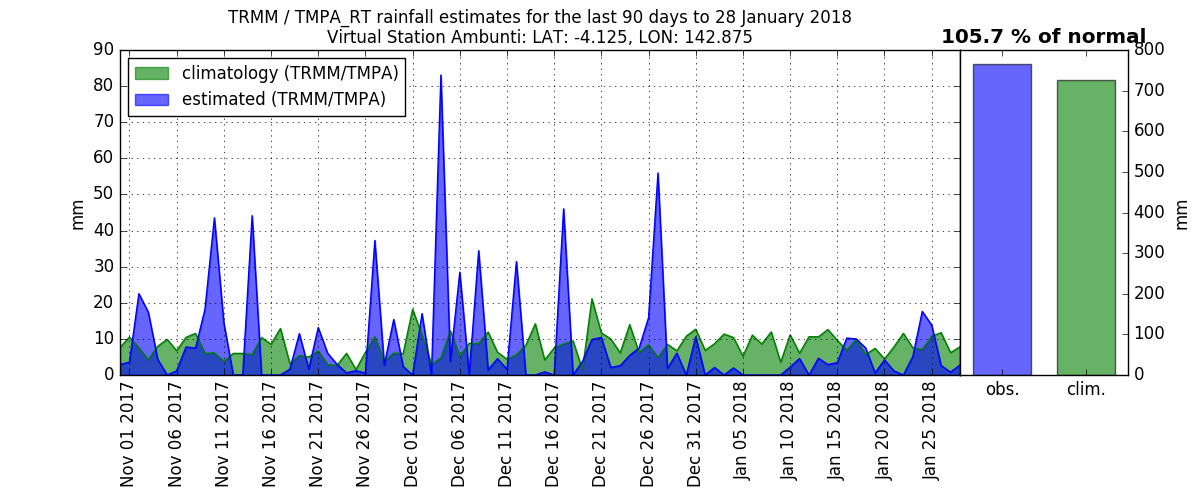 TRMM / TMPA_RT rainfall estimates for the last 90 days to 28 January 2018
Virtual Station Ambunti: LAT: -4.125, LON: 142.875
105.7 % of normal
climatology (TRMM/TMPA)
estimated (TRMM/TMPA)
90
80
70
60
50
40
30
20
10
0
mm
Nov 01 2017
Nov 06 2017
Nov 11 2017
Nov 16 2017
Nov 21 2017
Nov 26 2017
Dec 01 2017
Dec 06 2017
Dec 11 2017
Dec 16 2017
Dec 21 2017
Dec 26 2017
Dec 31 2017
Jan 05 2018
Jan 10 2018
Jan 15 2018
Jan 20 2018
Jan 25 2018
obs.
clim.
800
700
600
500
400
300
200
100
0
mm